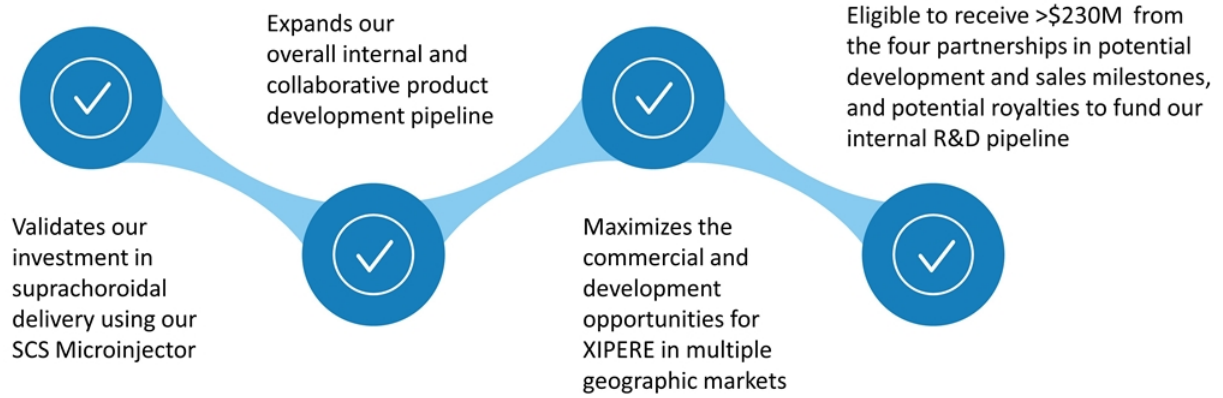 Validates our
investment in
suprachoroidal
delivery using our
SCS Microinjector
Expands our
overall internal and
collaborative product
development pipeline
Maximizes the
commercial and
development
opportunities for
XIPERE in multiple
geographic markets
Eligible to receive >$230M from
the four partnerships in potential
development and sales milestones,
and potential royalties to fund our
internal R&D pipeline